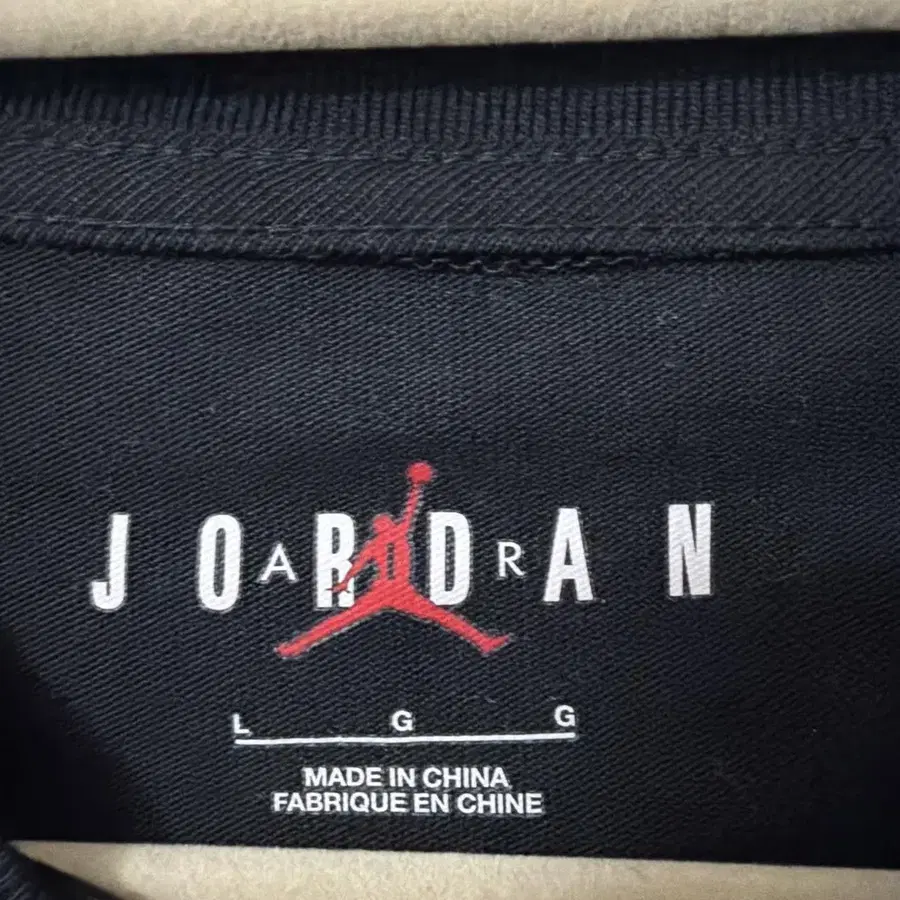 JORDAN
AIR
L G G
MADE IN CHINA
FABRIQUE EN CHINE